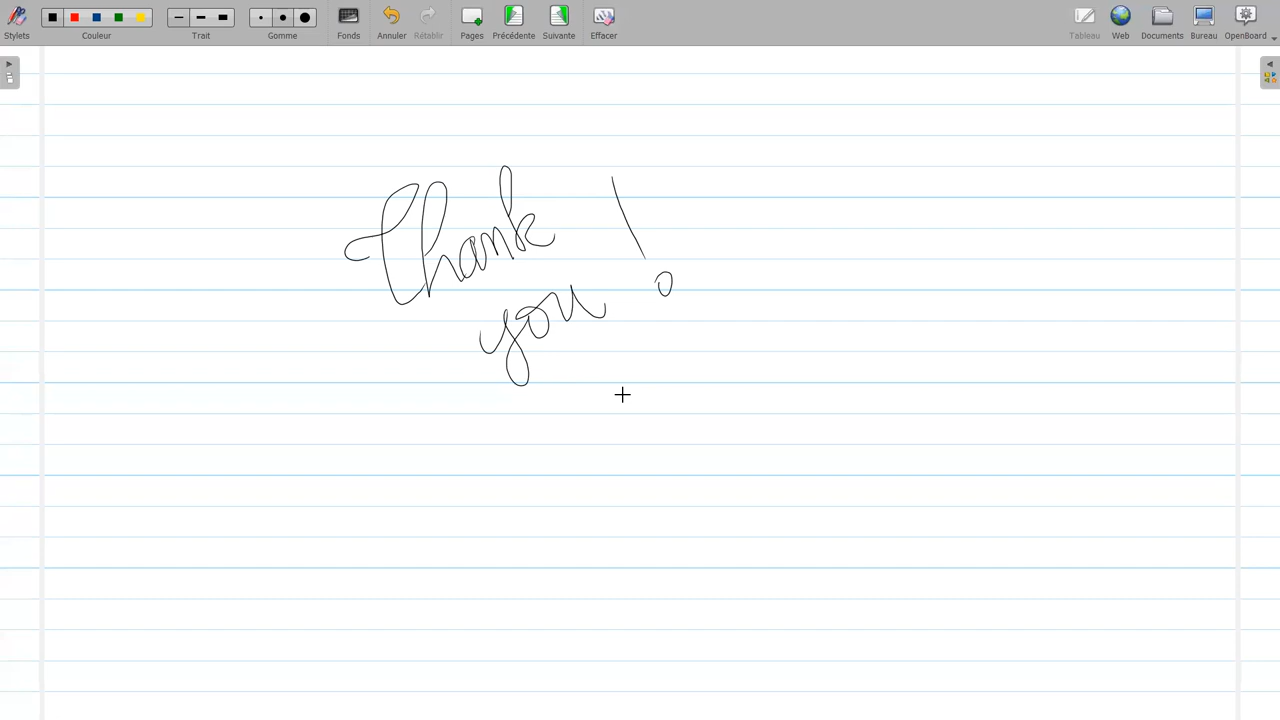 Stylets
Couleur
Trait
Gomme
Fonds
Annuler
Rétablir
Pages
Précédente
Suivante
Effacer
Tableau
Web
Documents
Bureau
OpenBoard
Thank !
you